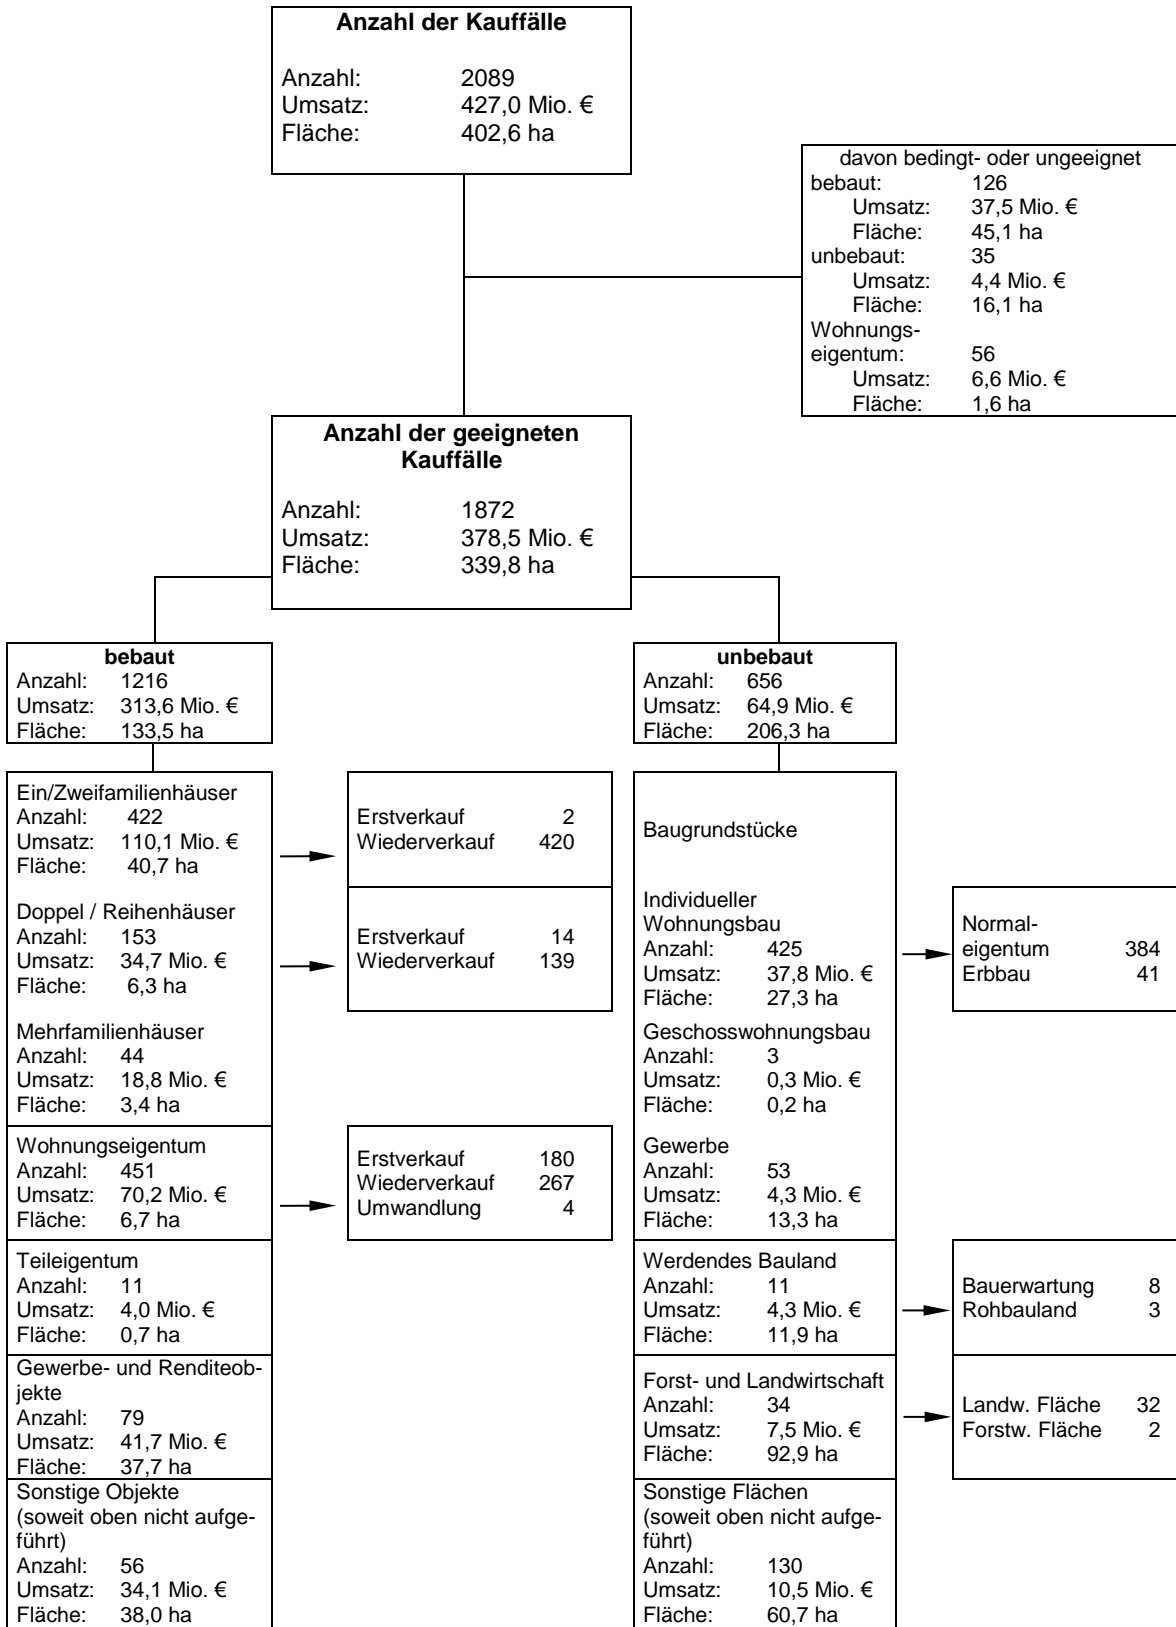 Anzahl der Kauffälle
Anzahl: 2089
Umsatz: 427,0 Mio. €
Fläche: 402,6 ha
davon bedingt- oder ungeeignet
bebaut: 126
Umsatz: 37,5 Mio. €
Fläche: 45,1 ha
unbebaut: 35
Umsatz: 4,4 Mio. €
Fläche: 16,1 ha
Wohnungs-
eigentum: 56
Umsatz: 6,6 Mio. €
Fläche: 1,6 ha
Anzahl der geeigneten
Kauffälle
Anzahl: 1872
Umsatz: 378,5 Mio. €
Fläche: 339,8 ha
bebaut
Anzahl: 1216
Umsatz: 313,6 Mio. €
Fläche: 133,5 ha
Ein/Zweifamilienhäuser
Anzahl: 422
Umsatz: 110,1 Mio. €
Fläche: 40,7 ha
Erstverkauf 2
Wiederverkauf 420
Doppel / Reihenhäuser
Anzahl: 153
Umsatz: 34,7 Mio. €
Fläche: 6,3 ha
Erstverkauf 14
Wiederverkauf 139
Mehrfamilienhäuser
Anzahl: 44
Umsatz: 18,8 Mio. €
Fläche: 3,4 ha
Wohnungseigentum
Anzahl: 451
Umsatz: 70,2 Mio. €
Fläche: 6,7 ha
Erstverkauf 180
Wiederverkauf 267
Umwandlung 4
Teileigentum
Anzahl: 11
Umsatz: 4,0 Mio. €
Fläche: 0,7 ha
Gewerbe- und Renditeob-
jekte
Anzahl: 79
Umsatz: 41,7 Mio. €
Fläche: 37,7 ha
Sonstige Objekte
(soweit oben nicht aufge-
führt)
Anzahl: 56
Umsatz: 34,1 Mio. €
Fläche: 38,0 ha
unbebaut
Anzahl: 656
Umsatz: 64,9 Mio. €
Fläche: 206,3 ha
Baugrundstücke
Individueller
Wohnungsbau
Anzahl: 425
Umsatz: 37,8 Mio. €
Fläche: 27,3 ha
Normal-
eigentum 384
Erbbau 41
Geschosswohnungsbau
Anzahl: 3
Umsatz: 0,3 Mio. €
Fläche: 0,2 ha
Gewerbe
Anzahl: 53
Umsatz: 4,3 Mio. €
Fläche: 13,3 ha
Werdendes Bauland
Anzahl: 11
Umsatz: 4,3 Mio. €
Fläche: 11,9 ha
Bauerwartung 8
Rohbauland 3
Forst- und Landwirtschaft
Anzahl: 34
Umsatz: 7,5 Mio. €
Fläche: 92,9 ha
Landw. Fläche 32
Forstw. Fläche 2
Sonstige Flächen
(soweit oben nicht aufge-
führt)
Anzahl: 130
Umsatz: 10,5 Mio. €
Fläche: 60,7 ha